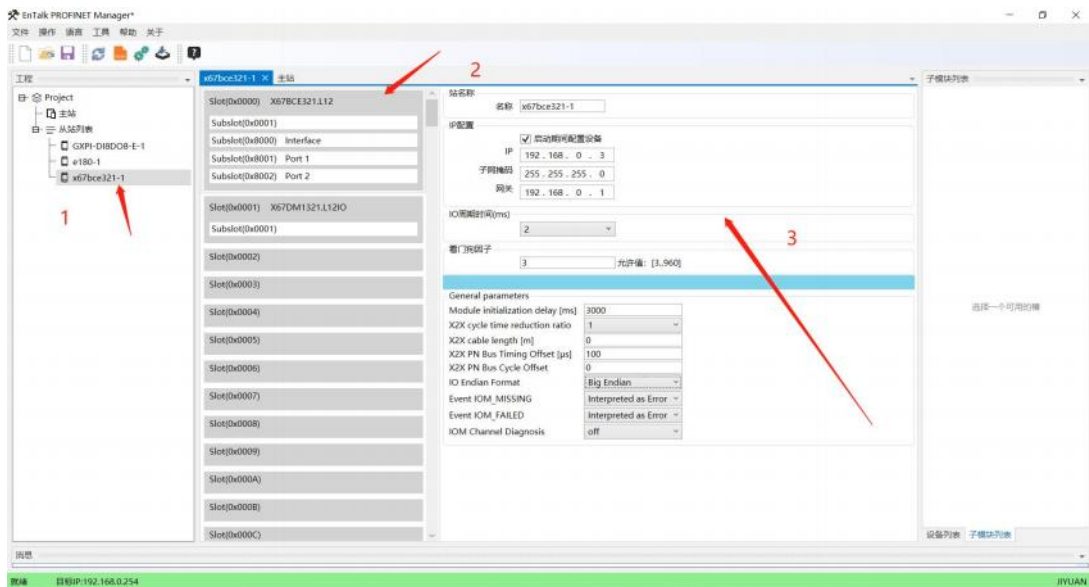 EnTalk PROFINET Manager*
文件 操作 语言 工具 帮助 关于
工程
Project
主站
从站列表
GXPI-DI8DO8-E-1
e180-1
x67bce321-1
1
x67bce321-1 × 主站
2
Slot(0x0000) X67BCE321.L12
Subslot(0x0001)
Subslot(0x8000) Interface
Subslot(0x8001) Port 1
Subslot(0x8002) Port 2
Slot(0x0001) X67DM1321.L12IO
Subslot(0x0001)
Slot(0x0002)
Slot(0x0003)
Slot(0x0004)
Slot(0x0005)
Slot(0x0006)
Slot(0x0007)
Slot(0x0008)
Slot(0x0009)
Slot(0x000A)
Slot(0x000B)
Slot(0x000C)
站名称
名称 x67bce321-1
IP配置
启动期间配置设备
IP 192 . 168 . 0 . 3
子网掩码 255 . 255 . 255 . 0
网关 192 . 168 . 0 . 1
IO周期时间(ms)
2
3
看门狗因子
3 允许值: [3..960]
General parameters
Module initialization delay [ms] 3000
X2X cycle time reduction ratio 1
X2X cable length [m] 0
X2X PN Bus Timing Offset [µs] 100
X2X PN Bus Cycle Offset 0
IO Endian Format Big Endian
Event IOM_MISSING Interpreted as Error
Event IOM_FAILED Interpreted as Error
IOM Channel Diagnosis off
子模块列表
选择一个可用的槽
设备列表 子模块列表
消息
就绪 目标IP:192.168.0.254 JIYUAN